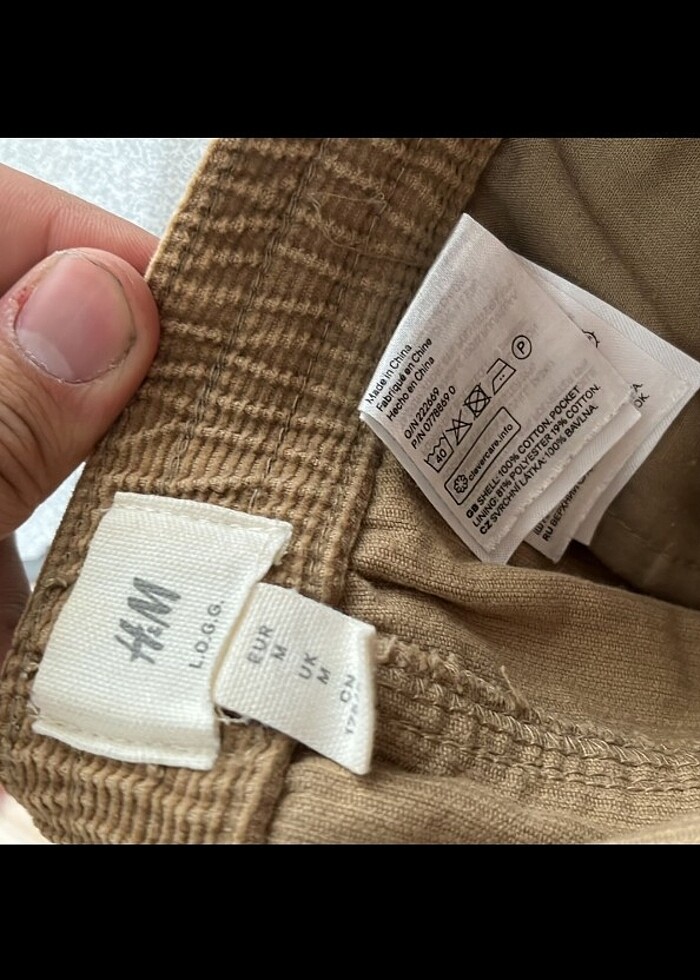 Made in China
Fabriqué en Chine
Hecho en China
O/N 222669
P/N 0778869 0
40
P
clevercare.info
GB SHELL: 100% COTTON. POCKET
LINING: 81% POLYESTER 19% COTTON.
CZ SVRCHNÍ LÁTKA: 100% BAVLNA.
H&M
L.O.G.G.
EUR
M
UK
M
CN